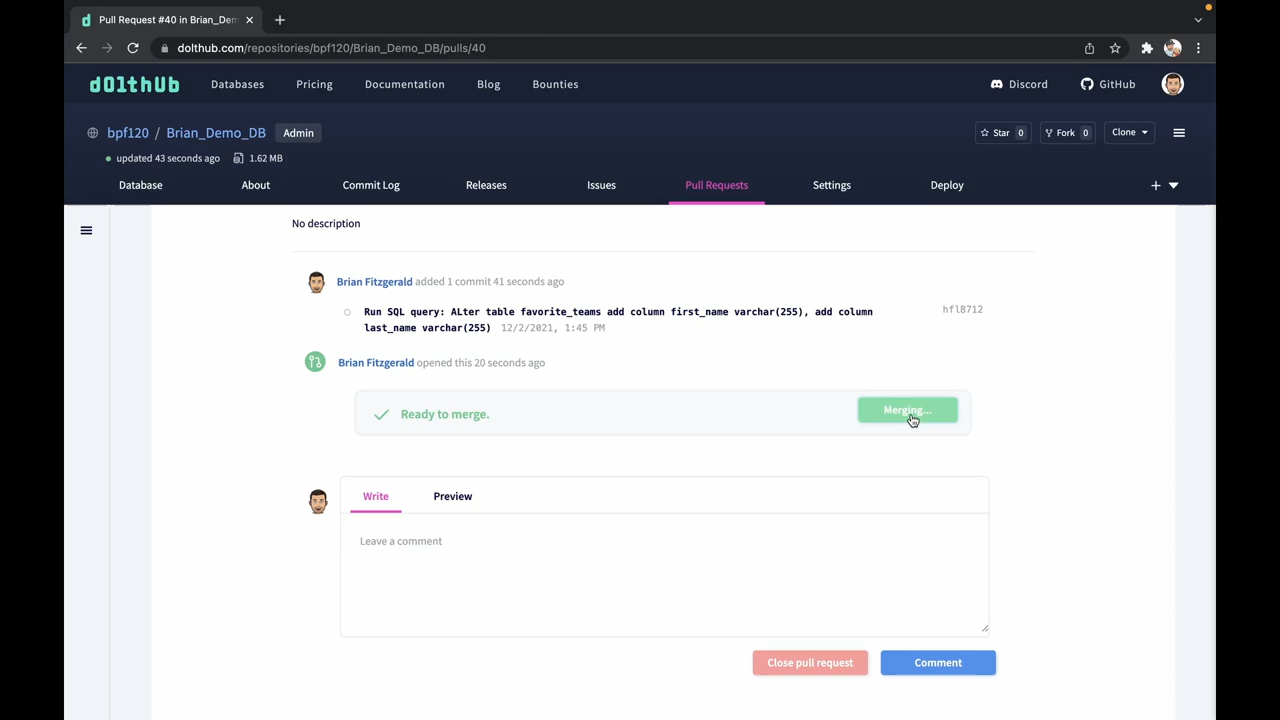 Pull Request #40 in Brian_Dem
dolthub.com/repositories/bpf120/Brian_Demo_DB/pulls/40
dolthub
Databases
Pricing
Documentation
Blog
Bounties
Discord
GitHub
bpf120 / Brian_Demo_DB
Admin
Star 0
Fork 0
Clone
updated 43 seconds ago
1.62 MB
Database
About
Commit Log
Releases
Issues
Pull Requests
Settings
Deploy
No description
Brian Fitzgerald added 1 commit 41 seconds ago
Run SQL query: ALter table favorite_teams add column first_name varchar(255), add column
last_name varchar(255) 12/2/2021, 1:45 PM
hfl8712
Brian Fitzgerald opened this 20 seconds ago
Ready to merge.
Merging...
Write
Preview
Leave a comment
Close pull request
Comment